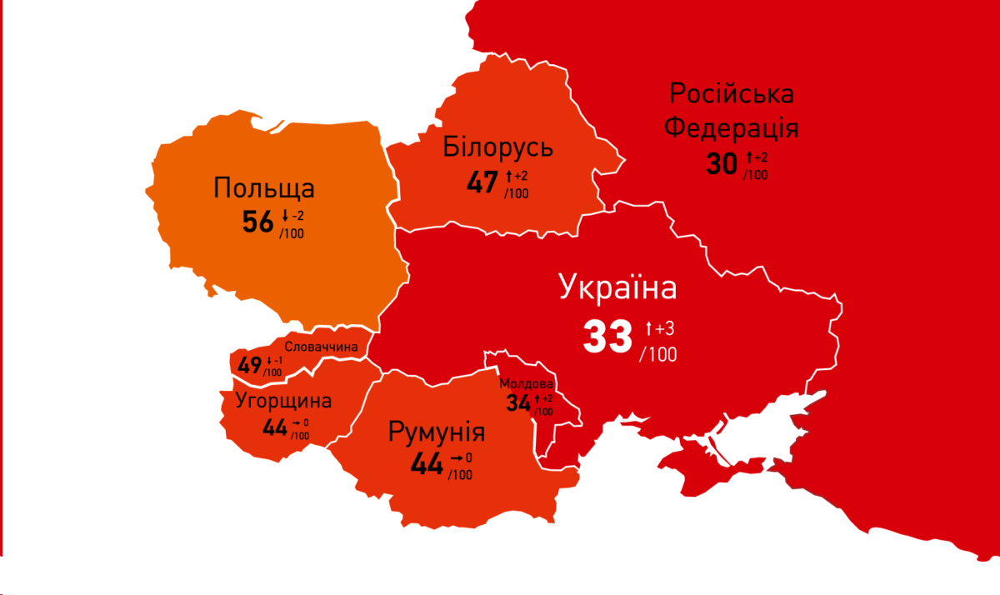 Російська
Федерація
30 +2
/100
Білорусь
47 +2
/100
Польща
56 -2
/100
Україна
33 +3
/100
Словаччина
49 -1
/100
Молдова
34 +2
/100
Угорщина
44 0
/100
Румунія
44 0
/100